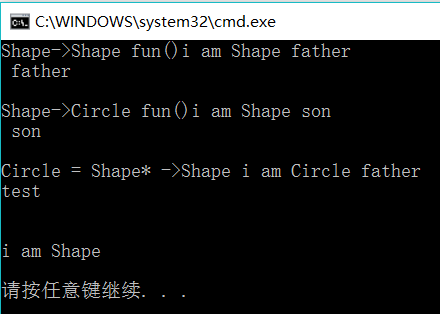 C:\WINDOWS\system32\cmd.exe
Shape->Shape fun()i am Shape father
father
Shape->Circle fun()i am Shape son
son
Circle = Shape* ->Shape i am Circle father
test
i am Shape
请按任意键继续. . .